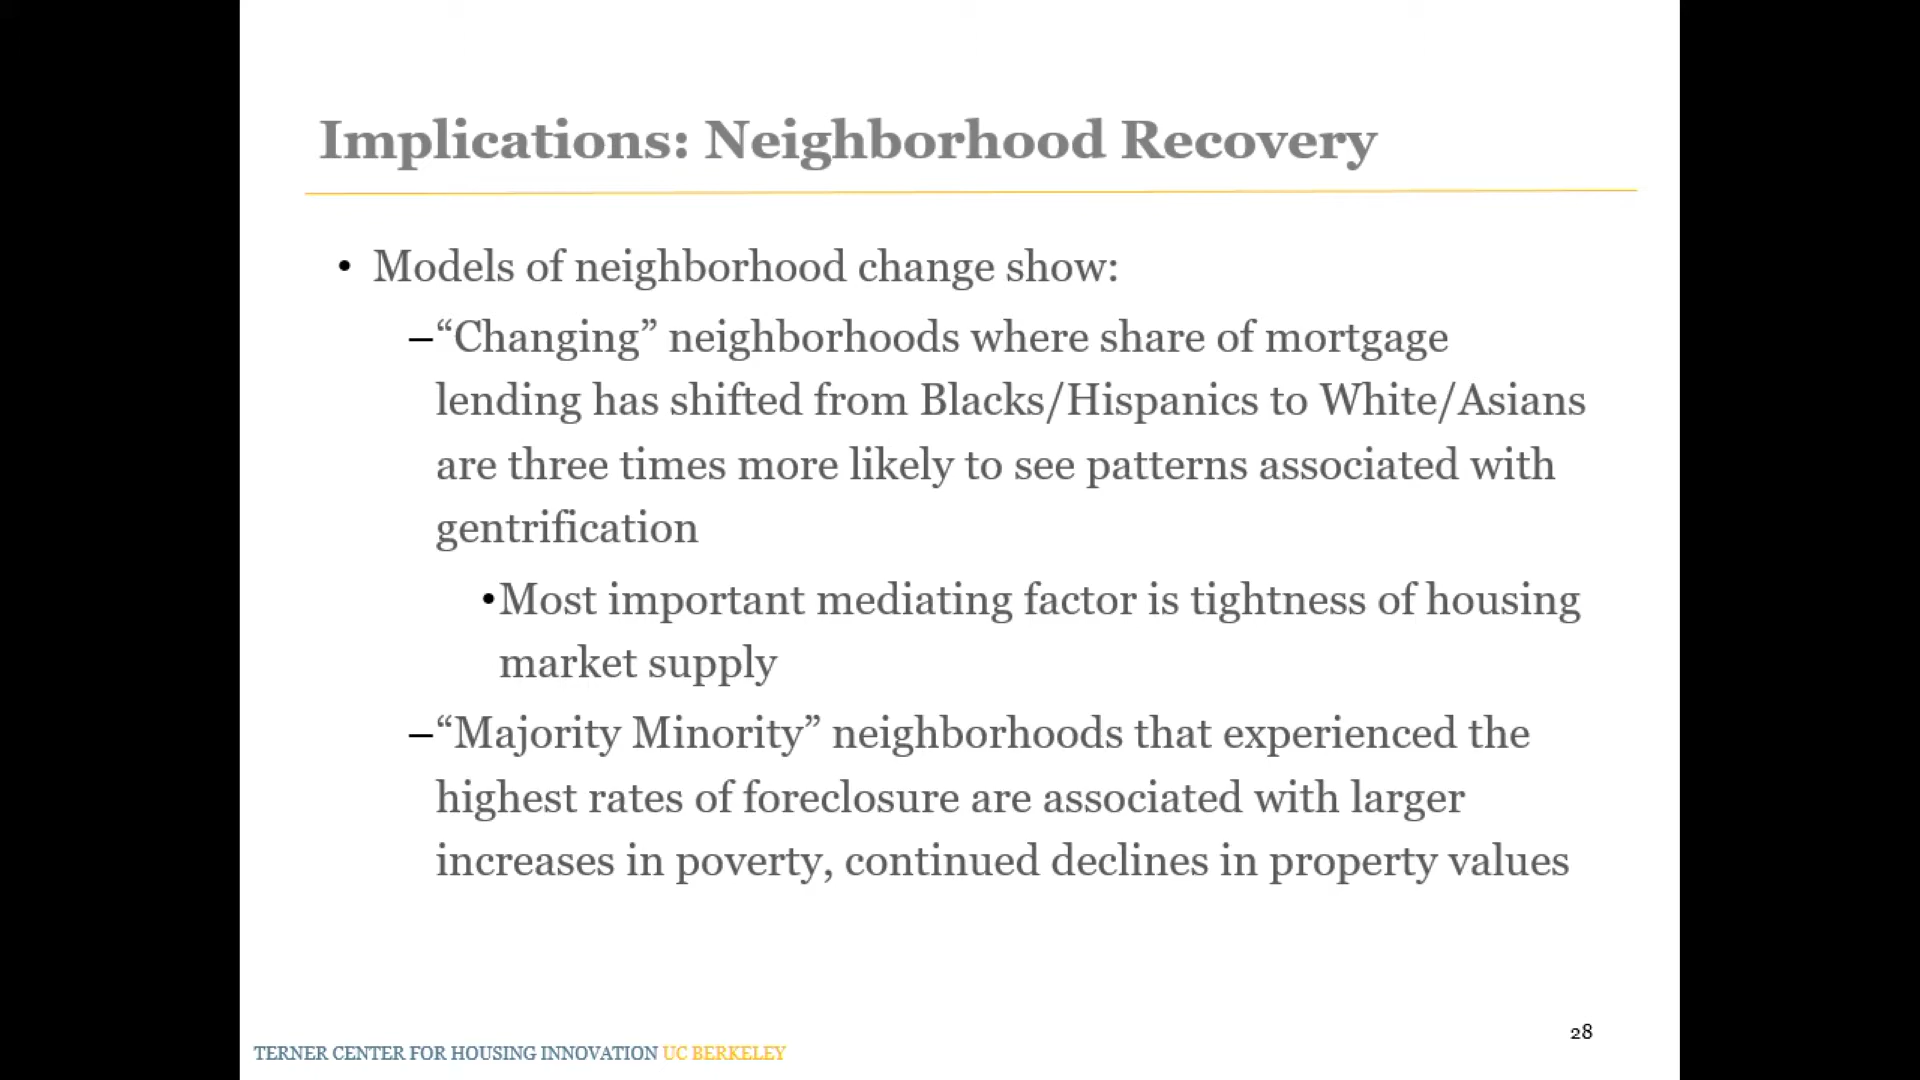 Implications: Neighborhood Recovery
• Models of neighborhood change show:
–“Changing” neighborhoods where share of mortgage
lending has shifted from Blacks/Hispanics to White/Asians
are three times more likely to see patterns associated with
gentrification
•Most important mediating factor is tightness of housing
market supply
–“Majority Minority” neighborhoods that experienced the
highest rates of foreclosure are associated with larger
increases in poverty, continued declines in property values
28
TERNER CENTER FOR HOUSING INNOVATION UC BERKELEY